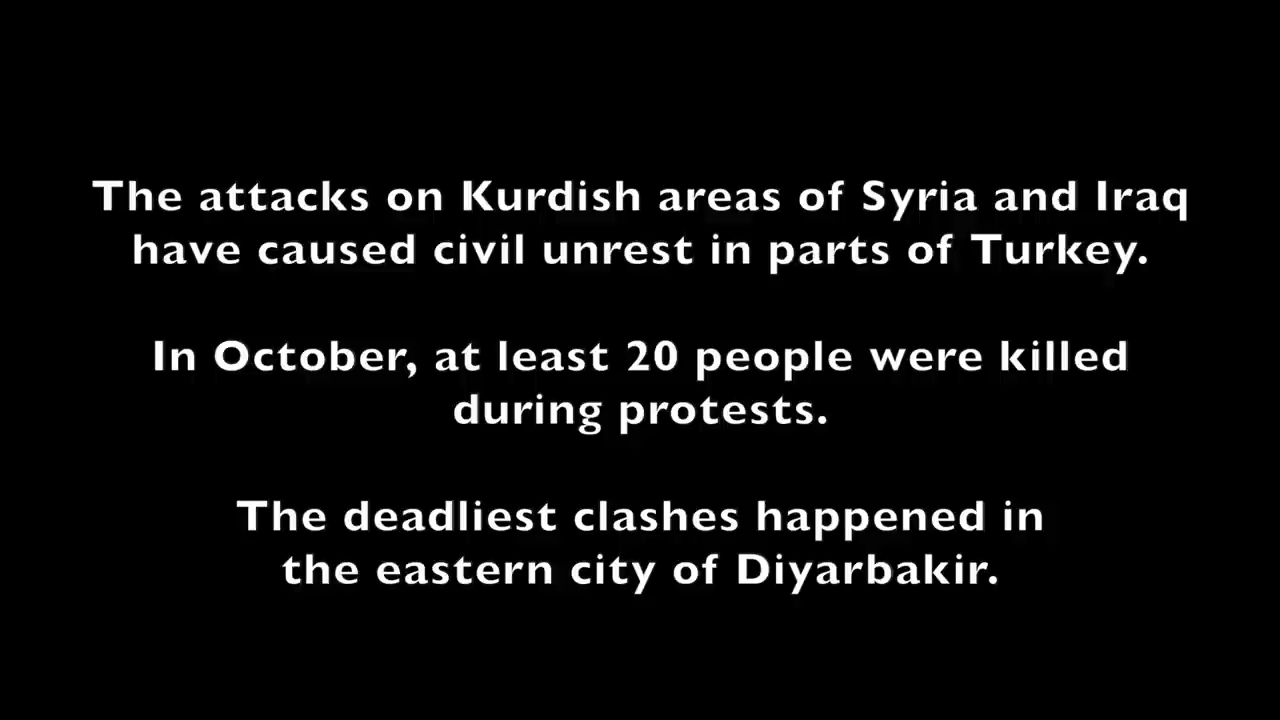 The attacks on Kurdish areas of Syria and Iraq
have caused civil unrest in parts of Turkey.
In October, at least 20 people were killed
during protests.
The deadliest clashes happened in
the eastern city of Diyarbakir.